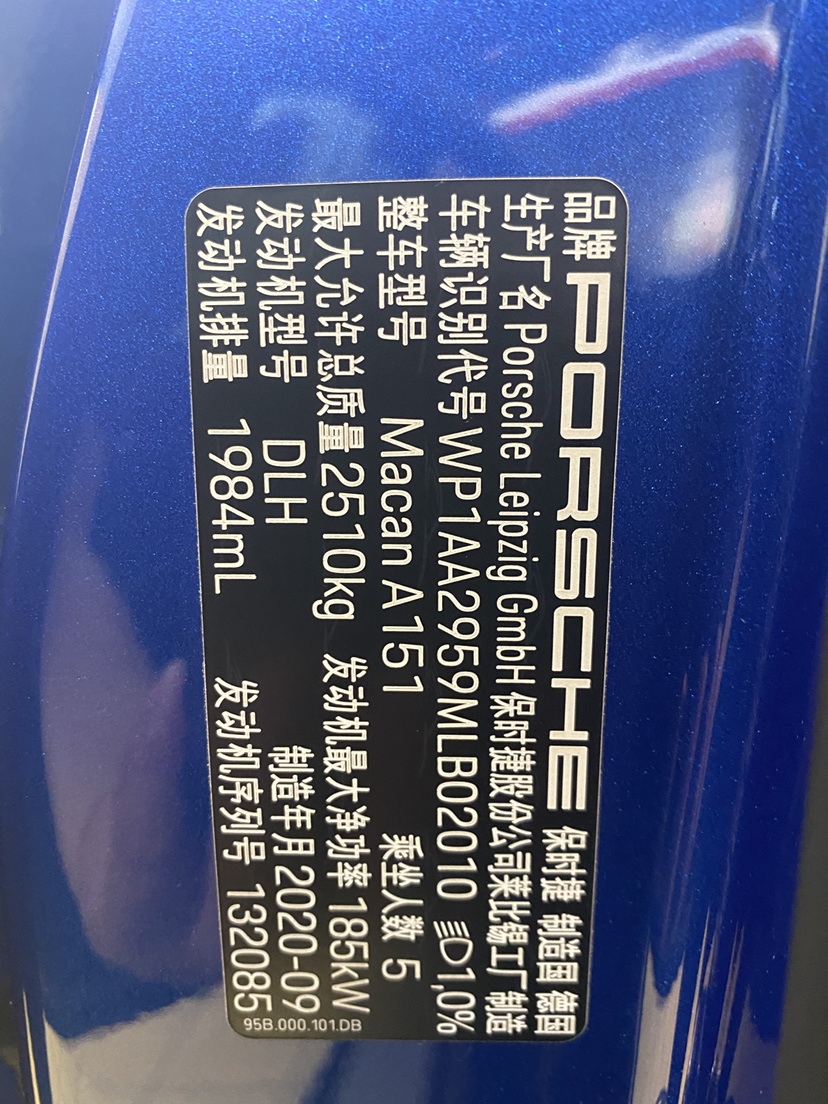 品牌 PORSCHE 保时捷 制造国 德国
生产厂名 Porsche Leipzig GmbH 保时捷股份公司莱比锡工厂制造
车辆识别代号 WP1AA2959MLB02010 1,0%
整车型号 Macan A151 乘坐人数 5
最大允许总质量 2510kg 发动机最大净功率 185kW
发动机型号 DLH 制造年月 2020-09
发动机排量 1984mL 发动机序列号 132085
95B.000.101.DB